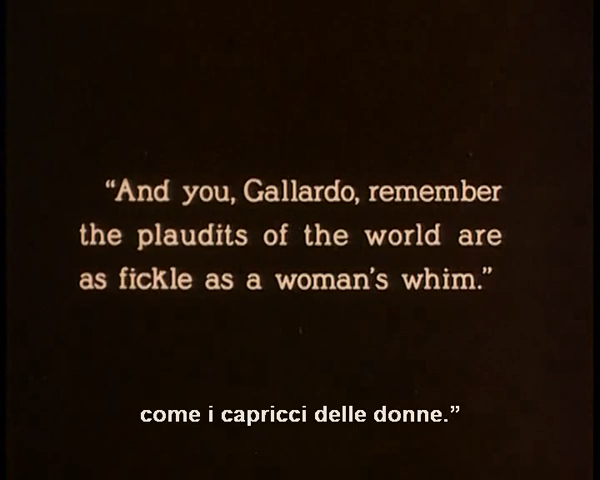 “And you, Gallardo, remember
the plaudits of the world are
as fickle as a woman's whim.”
come i capricci delle donne.”